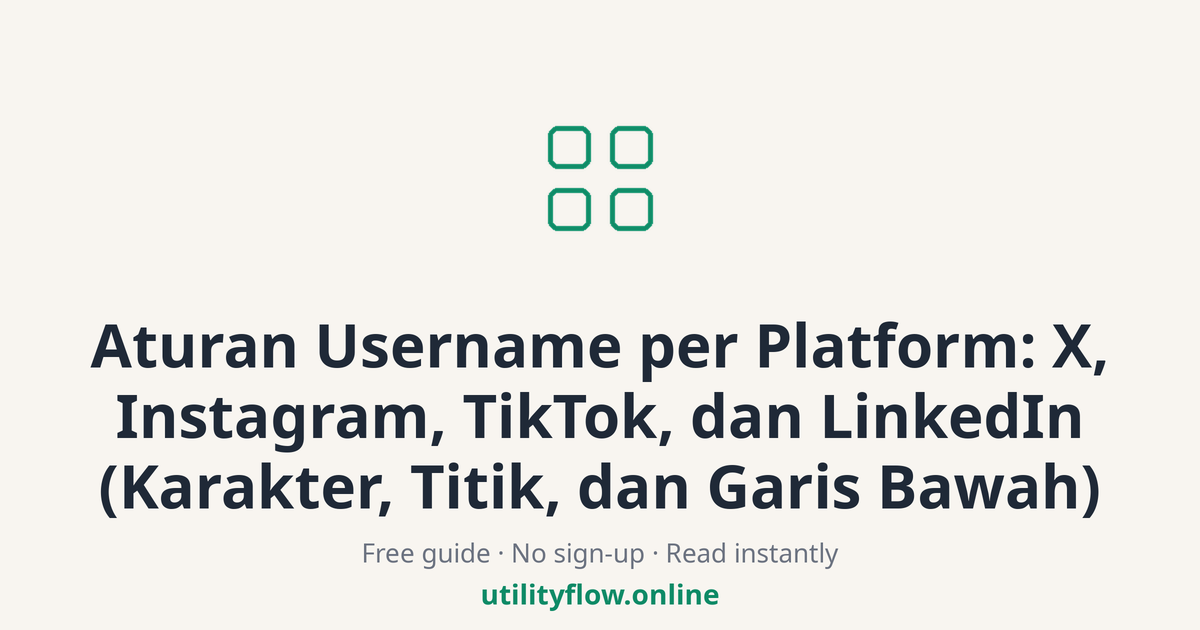 Aturan Username per Platform: X,
Instagram, TikTok, dan LinkedIn
(Karakter, Titik, dan Garis Bawah)
Free guide · No sign-up · Read instantly
utilityflow.online